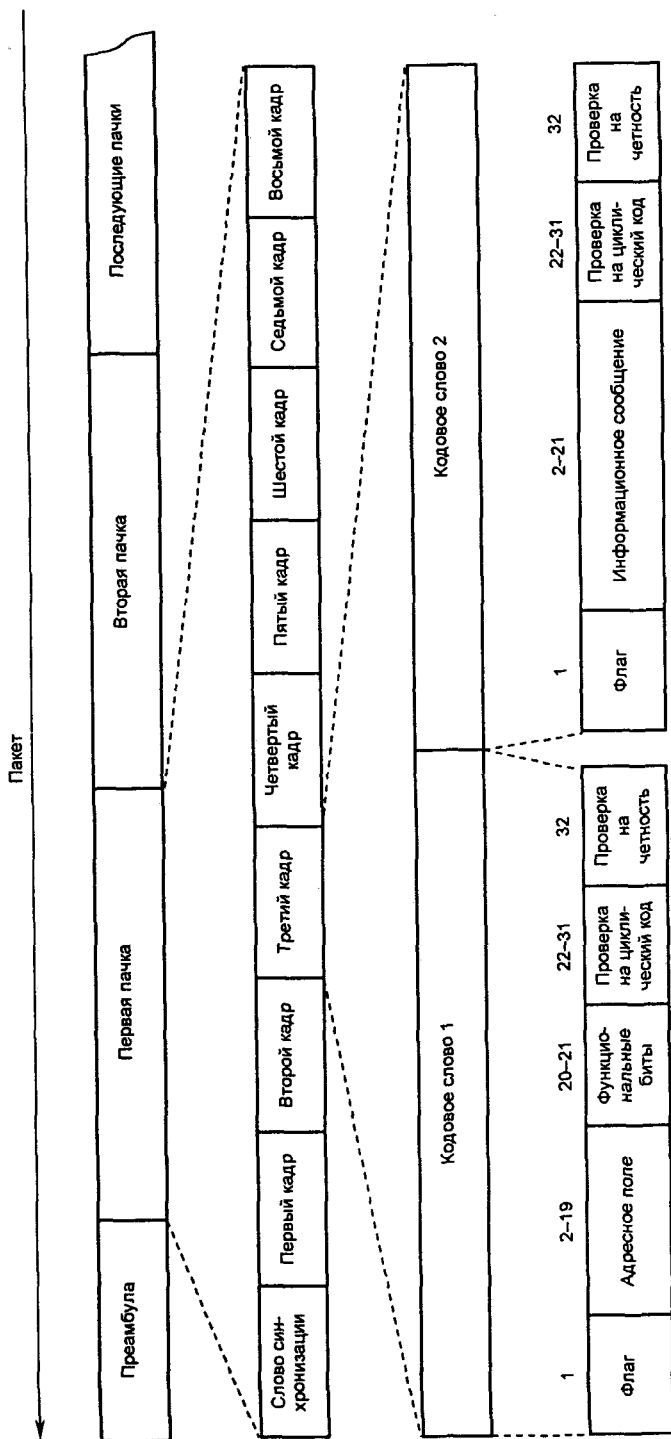 Пакет
Преамбула
Первая пачка
Вторая пачка
Последующие пачки
Слово син-
хронизации
Первый кадр
Второй кадр
Третий кадр
Четвертый
кадр
Пятый кадр
Шестой кадр
Седьмой кадр
Восьмой кадр
Кодовое слово 1
Кодовое слово 2
1
2–19
20–21
22–31
32
1
2–21
22–31
32
Флаг
Адресное поле
Функцио-
нальные
биты
Проверка
на цикли-
ческий код
Проверка
на
четность
Флаг
Информационное сообщение
Проверка
на цикли-
ческий код
Проверка
на
четность